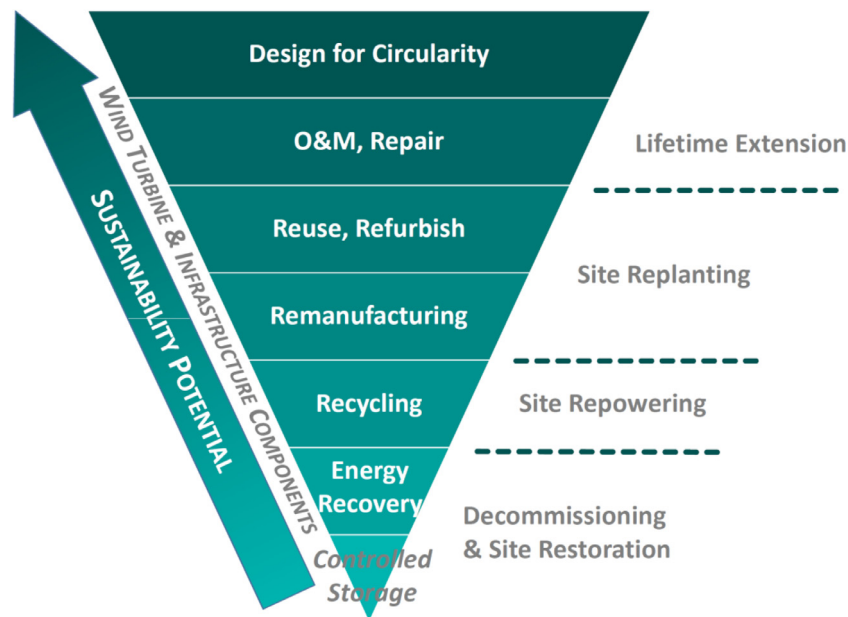 Design for Circularity
O&M, Repair
Lifetime Extension
Reuse, Refurbish
Site Replanting
Remanufacturing
Recycling
Site Repowering
Energy
Recovery
Decommissioning
& Site Restoration
Controlled
Storage
WIND TURBINE & INFRASTRUCTURE COMPONENTS
SUSTAINABILITY POTENTIAL